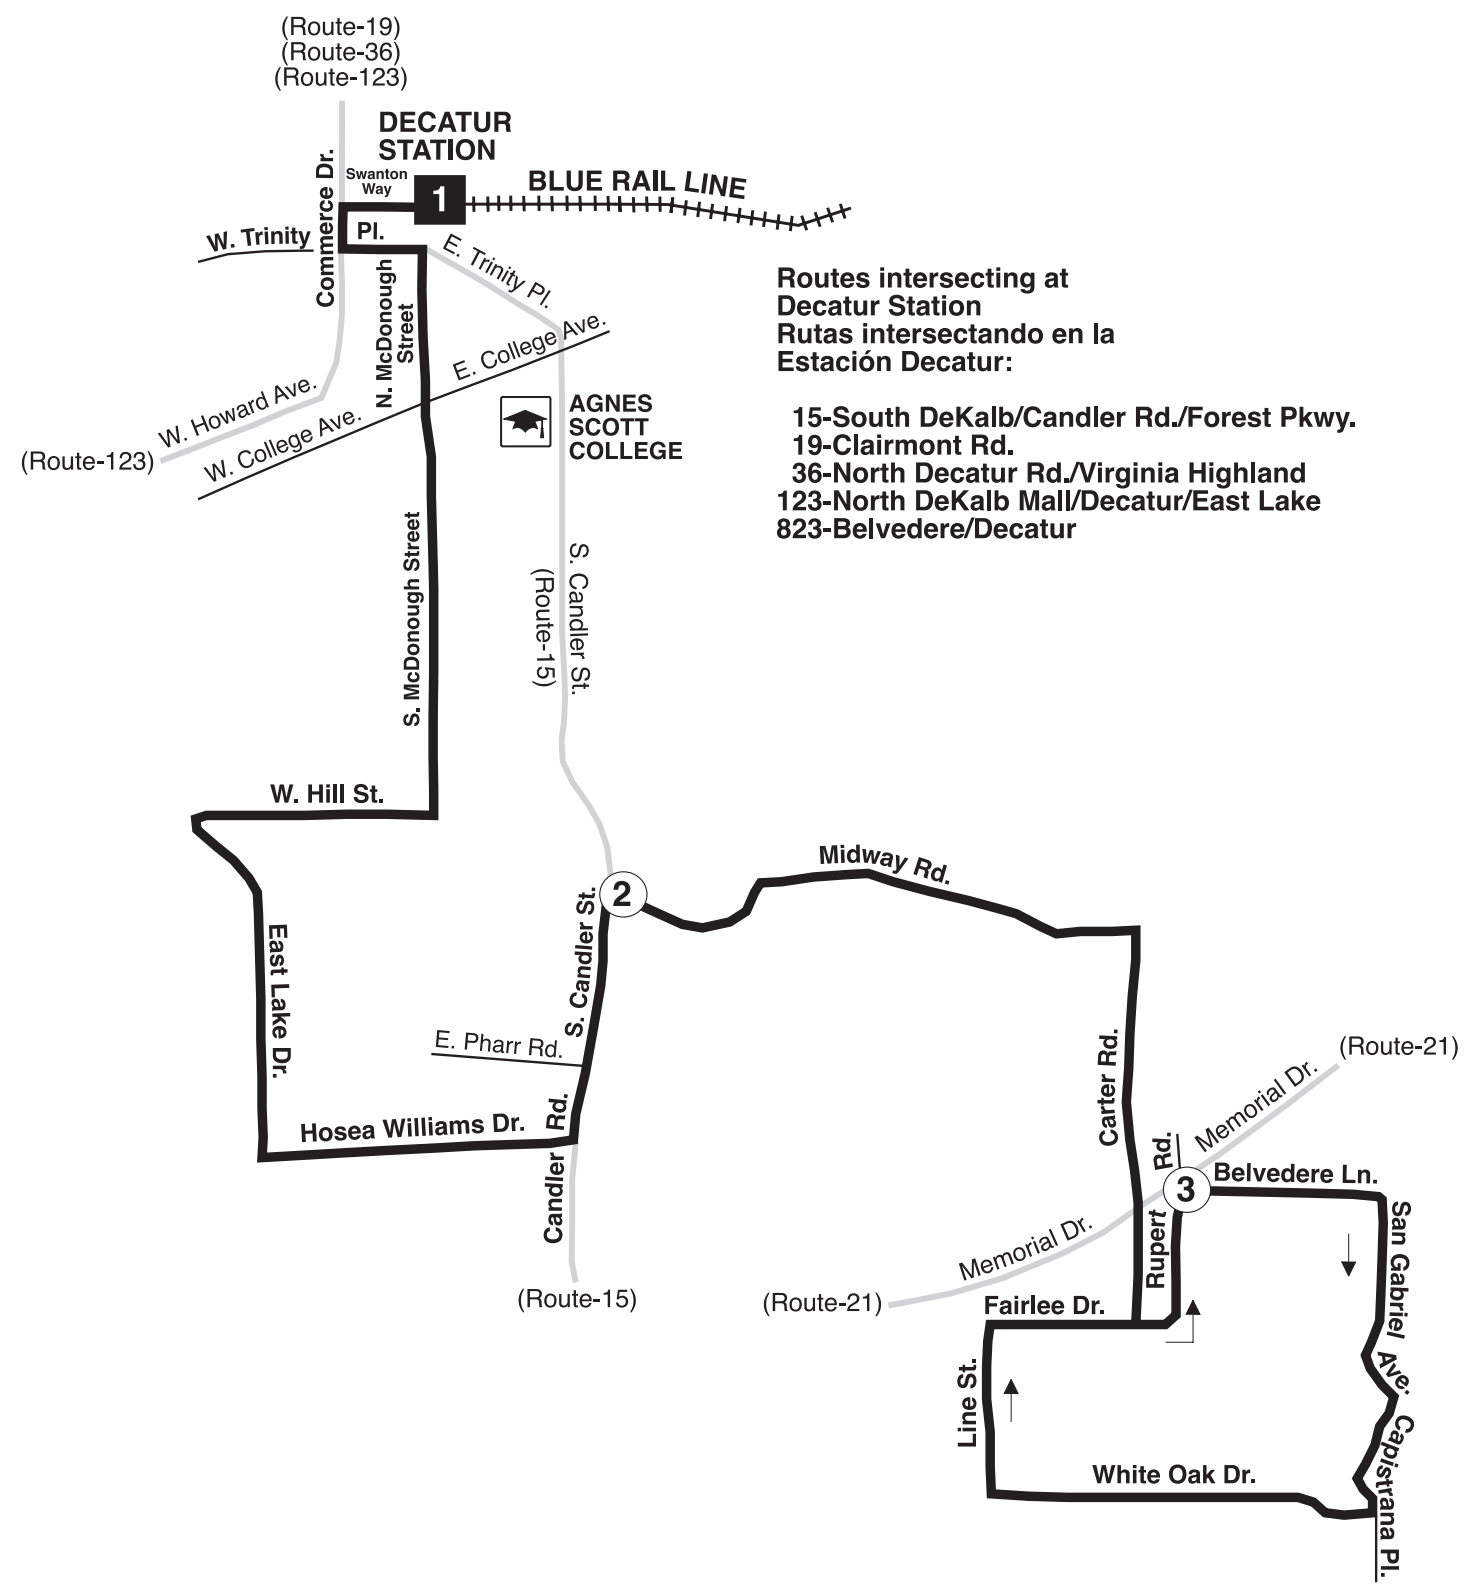 (Route-19)
(Route-36)
(Route-123)
DECATUR
STATION
Swanton
Way
1
BLUE RAIL LINE
Commerce Dr.
W. Trinity
Pl.
E. Trinity Pl.
N. McDonough
Street
E. College Ave.
W. Howard Ave.
W. College Ave.
(Route-123)
AGNES
SCOTT
COLLEGE
Routes intersecting at
Decatur Station
Rutas intersectando en la
Estación Decatur:
15-South DeKalb/Candler Rd./Forest Pkwy.
19-Clairmont Rd.
36-North Decatur Rd./Virginia Highland
123-North DeKalb Mall/Decatur/East Lake
823-Belvedere/Decatur
S. McDonough Street
S. Candler St.
(Route-15)
W. Hill St.
Midway Rd.
2
S. Candler St.
East Lake Dr.
E. Pharr Rd.
Hosea Williams Dr.
Candler Rd.
(Route-15)
Carter Rd.
(Route-21)
Memorial Dr.
Rupert Rd.
3
Belvedere Ln.
Memorial Dr.
(Route-21)
Fairlee Dr.
San Gabriel Ave.
Line St.
White Oak Dr.
Capistrana Pl.